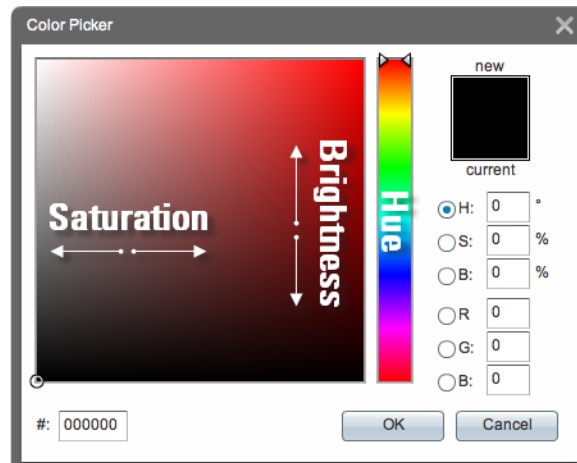 Color Picker
new
current
Saturation
Brightness
Hue
H: 0 °
S: 0 %
B: 0 %
R 0
G: 0
B: 0
#: 000000
OK
Cancel